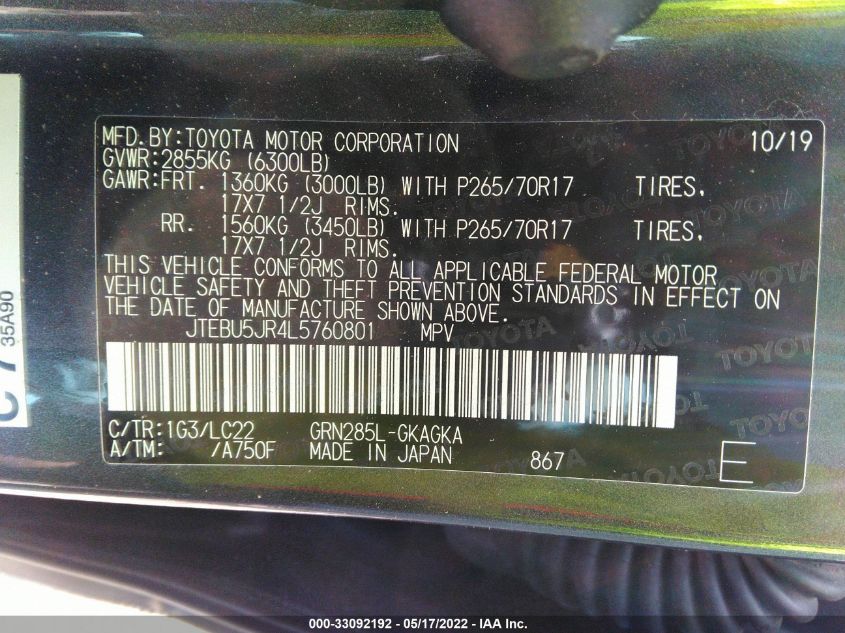 MFD.BY:TOYOTA MOTOR CORPORATION 10/19
GVWR:2855KG (6300LB)
GAWR:FRT. 1360KG (3000LB) WITH P265/70R17 TIRES,
17X7 1/2J RIMS.
RR. 1560KG (3450LB) WITH P265/70R17 TIRES,
17X7 1/2J RIMS.
THIS VEHICLE CONFORMS TO ALL APPLICABLE FEDERAL MOTOR
VEHICLE SAFETY AND THEFT PREVENTION STANDARDS IN EFFECT ON
THE DATE OF MANUFACTURE SHOWN ABOVE.
JTEBU5JR4L5760801 MPV
C/TR:1G3/LC22 GRN285L-GKAGKA
A/TM: /A750F MADE IN JAPAN 867 E
35A90
TOYOTA
000-33092192 - 05/17/2022 - IAA Inc.